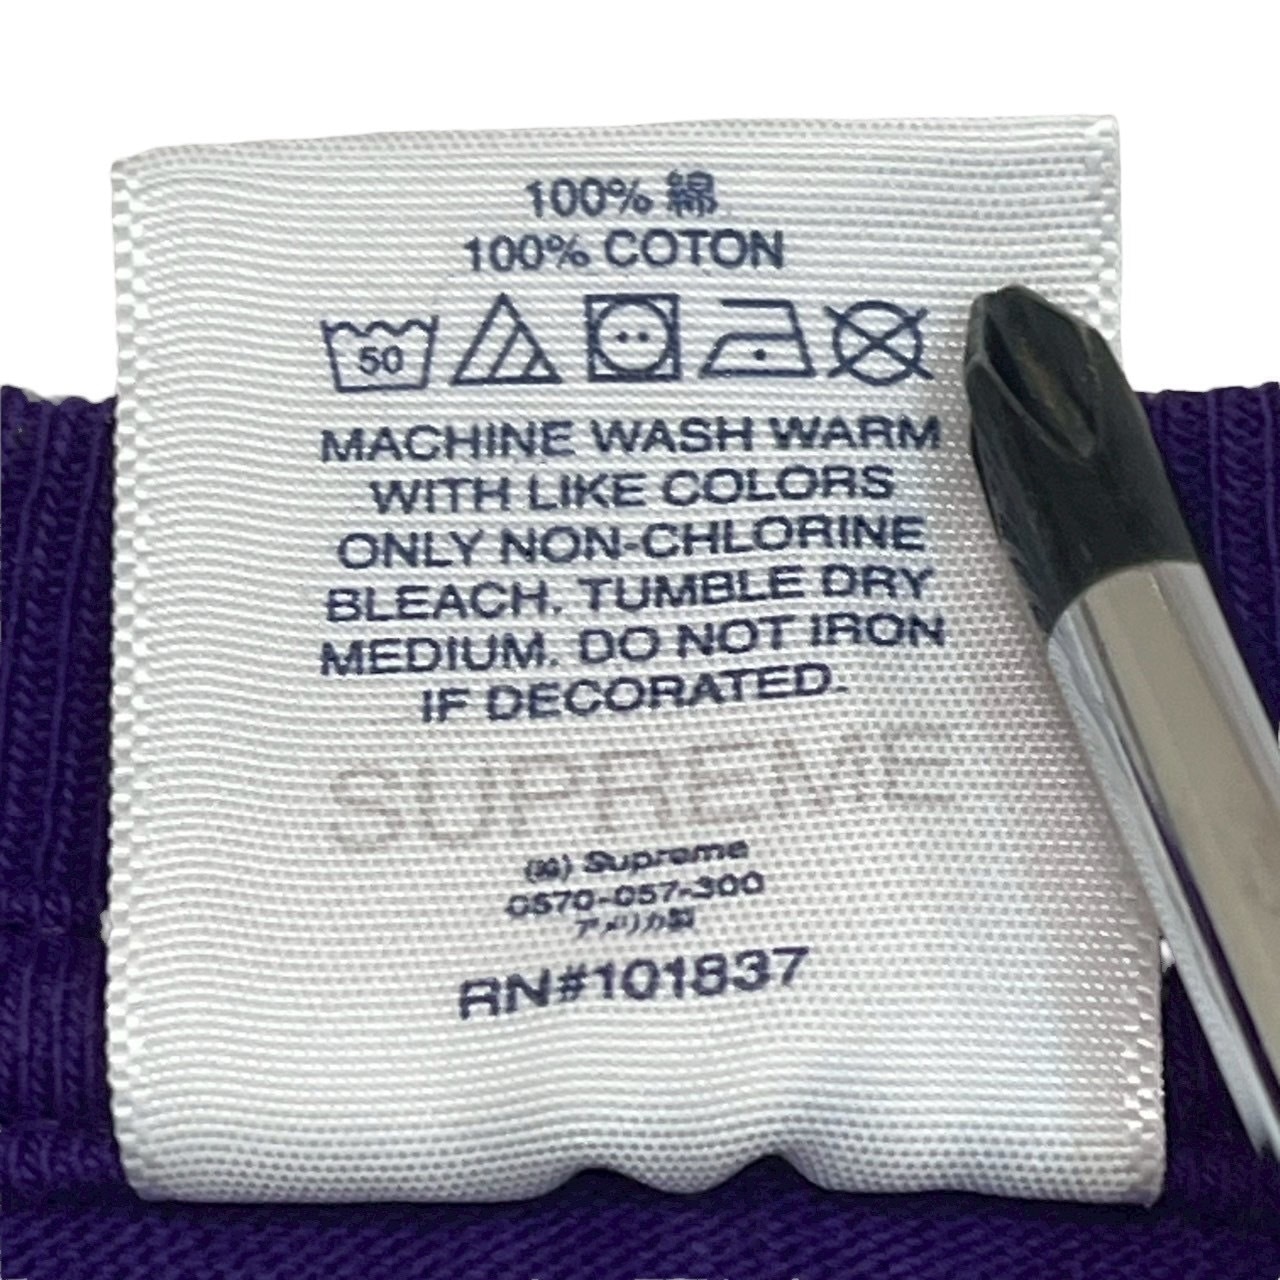 100% 綿
100% COTON
50
MACHINE WASH WARM
WITH LIKE COLORS
ONLY NON-CHLORINE
BLEACH. TUMBLE DRY
MEDIUM. DO NOT IRON
IF DECORATED.
SUPREME
(株) Supreme
0570-057-300
アメリカ製
RN#101837